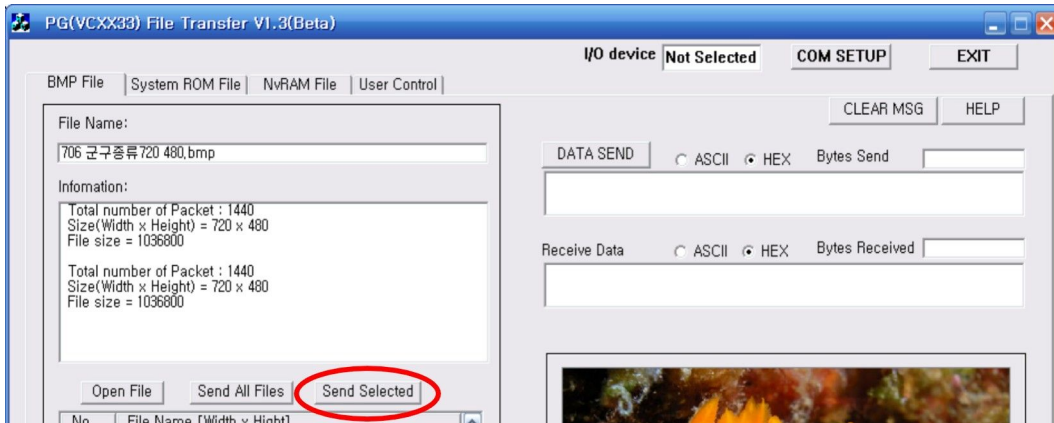 PG(VCXX33) File Transfer V1.3(Beta)
I/O device Not Selected COM SETUP EXIT
BMP File System ROM File NvRAM File User Control
CLEAR MSG HELP
File Name:
706 군구종류720 480,bmp
DATA SEND ASCII HEX Bytes Send
Infomation:
Total number of Packet : 1440
Size(Width x Height) = 720 x 480
File size = 1036800
Total number of Packet : 1440
Size(Width x Height) = 720 x 480
File size = 1036800
Receive Data ASCII HEX Bytes Received
Open File Send All Files Send Selected
No File Name [Width x Hight]